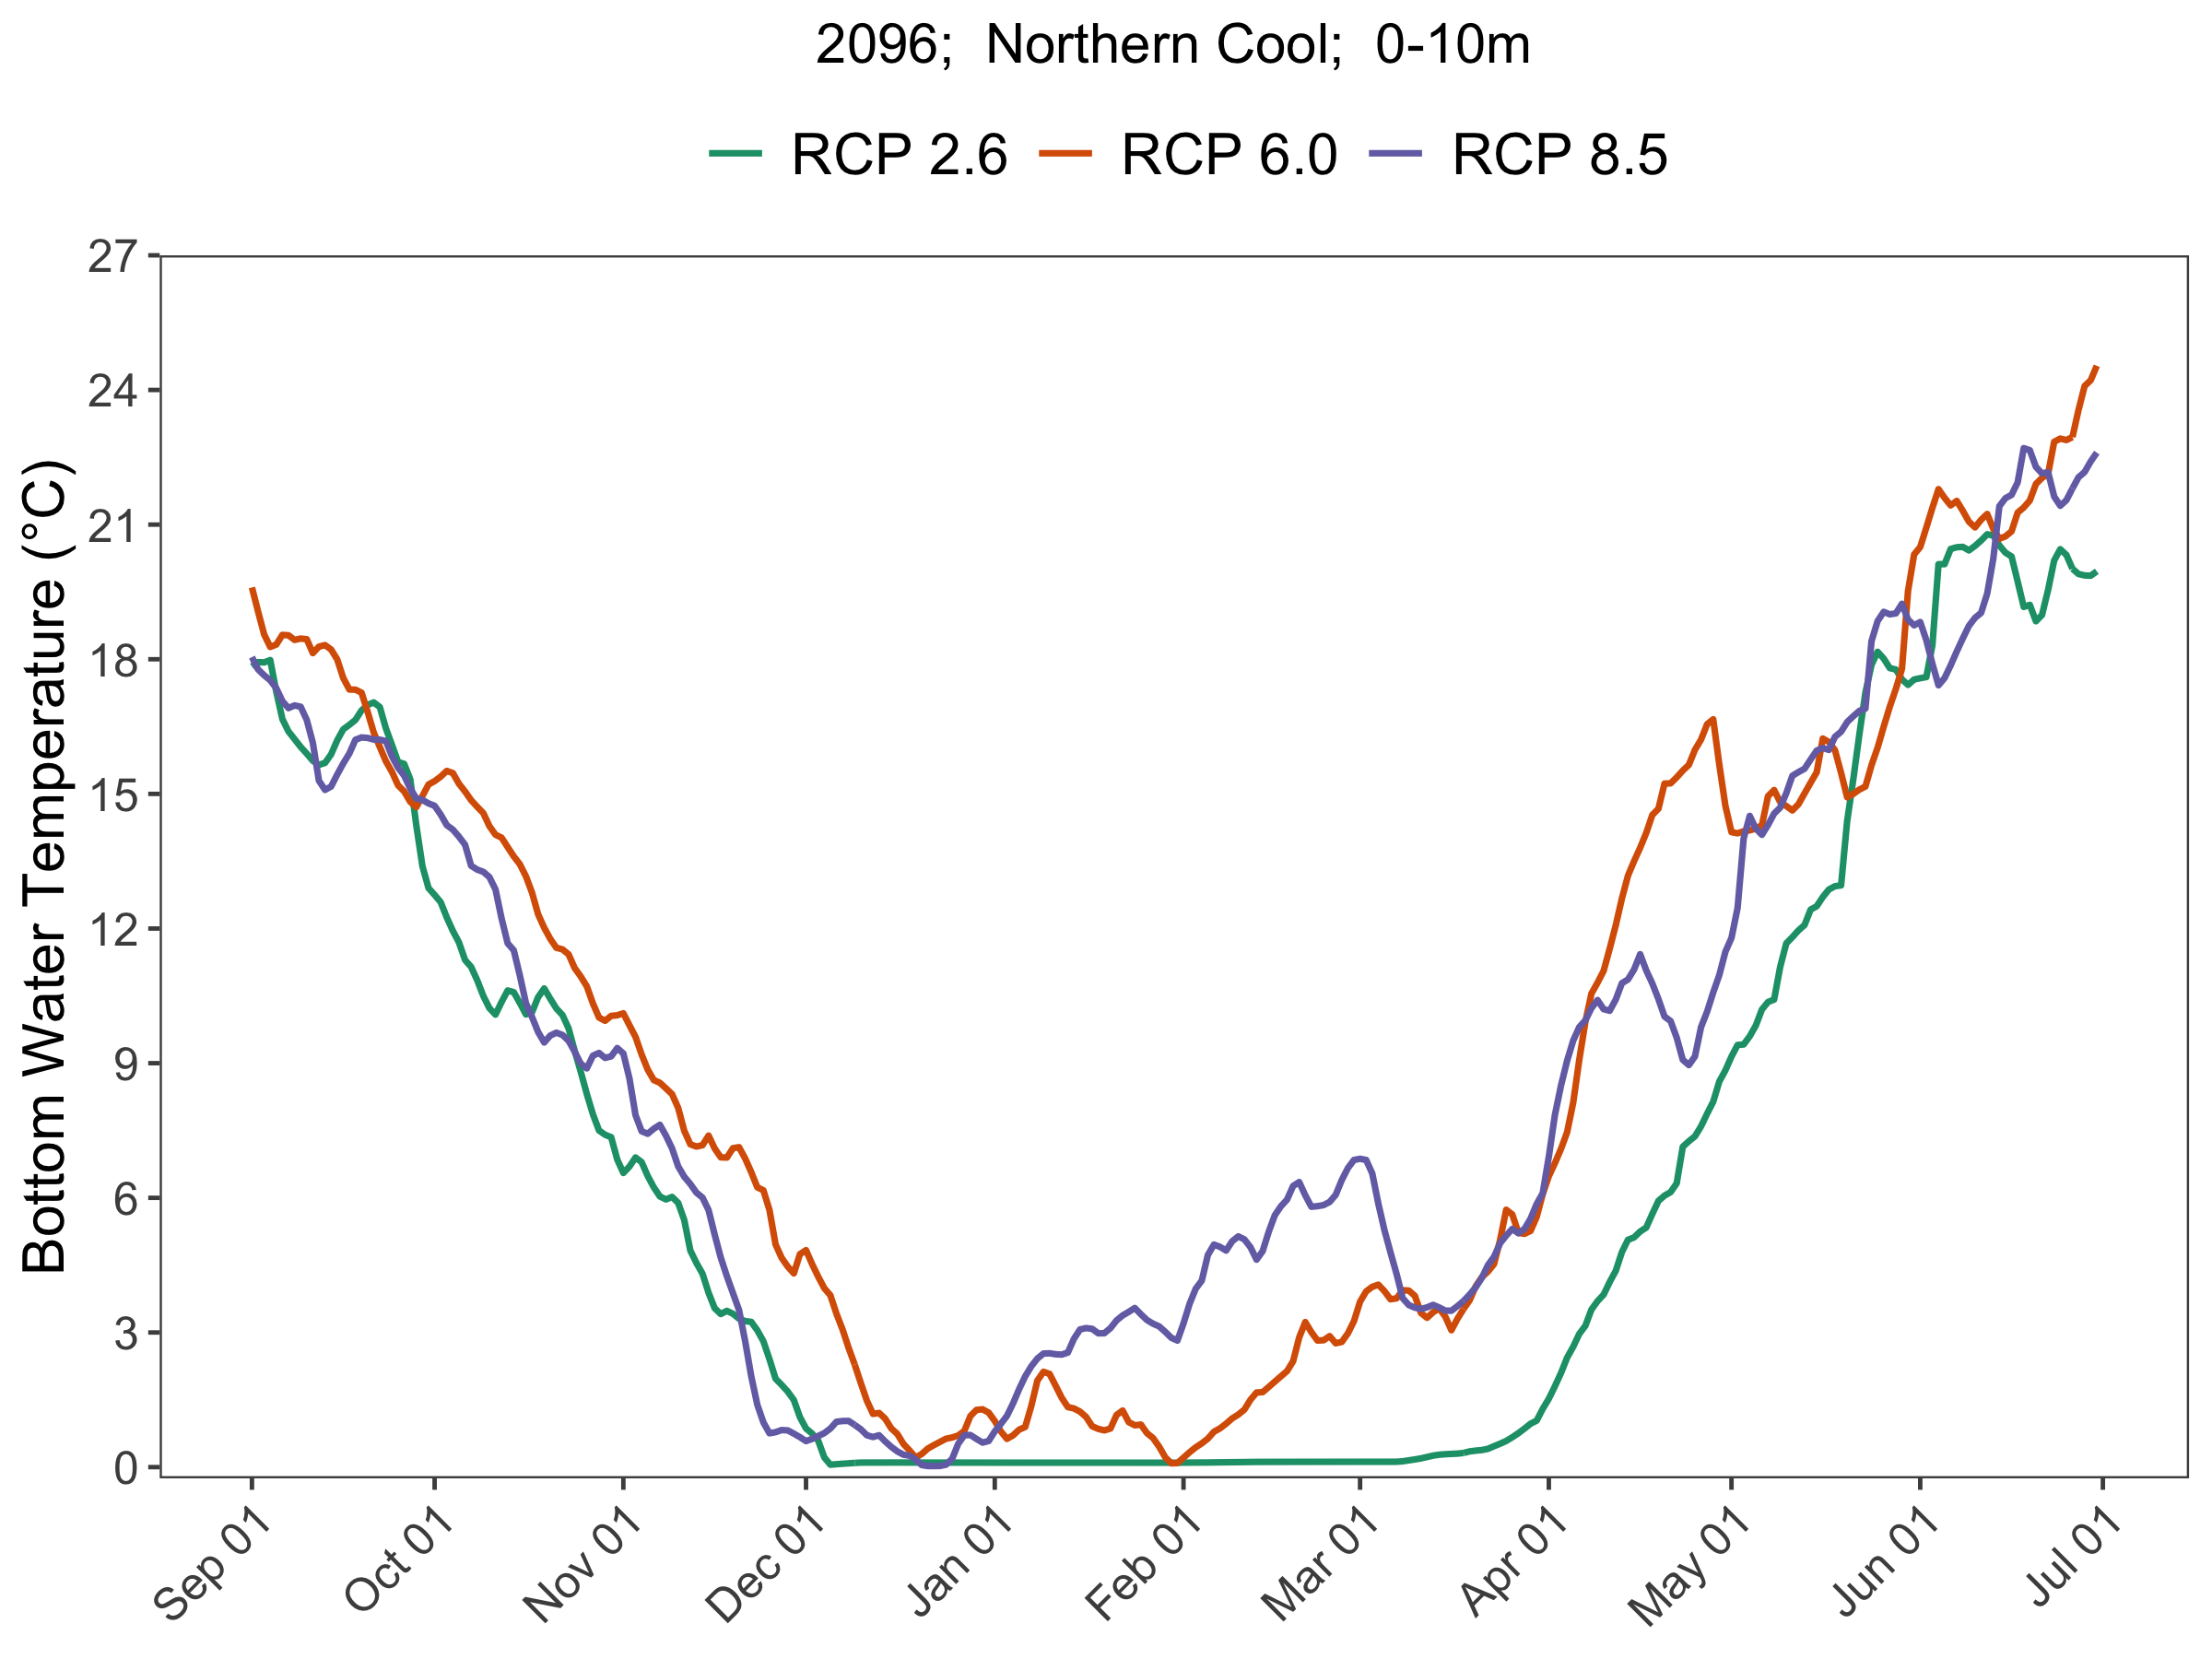 2096;  Northern Cool;  0-10m
RCP 2.6 RCP 6.0 RCP 8.5
Bottom Water Temperature (°C)
27
24
21
18
15
12
9
6
3
0
Sep 01 Oct 01 Nov 01 Dec 01 Jan 01 Feb 01 Mar 01 Apr 01 May 01 Jun 01 Jul 01